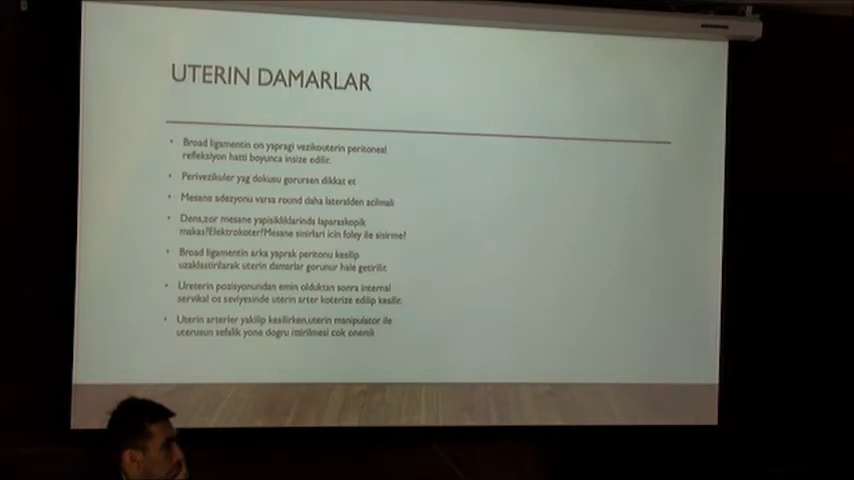 UTERIN DAMARLAR
Broad ligamentin on yapragi vezikouterin peritoneal
refleksiyon hatti boyunca insize edilir.
Perivezikuler yag dokusu gorursen dikkat et
Mesane adezyonu varsa round daha lateralden acilmali
Dens,zor mesane yapisikliklarinda laparaskopik
makas?Elektrokoter?Mesane sinirlari icin foley ile sisirme?
Broad ligamentin arka yaprak peritonu kesilip
uzaklastirilarak uterin damarlar gorunur hale getirilir.
Ureterin pozisyonundan emin olduktan sonra internal
servikal os seviyesinde uterin arter koterize edilip kesilir.
Uterin arterler yakilip kesilirken,uterin manipulator ile
uterusun sefalik yone dogru ittirilmesi cok onemli